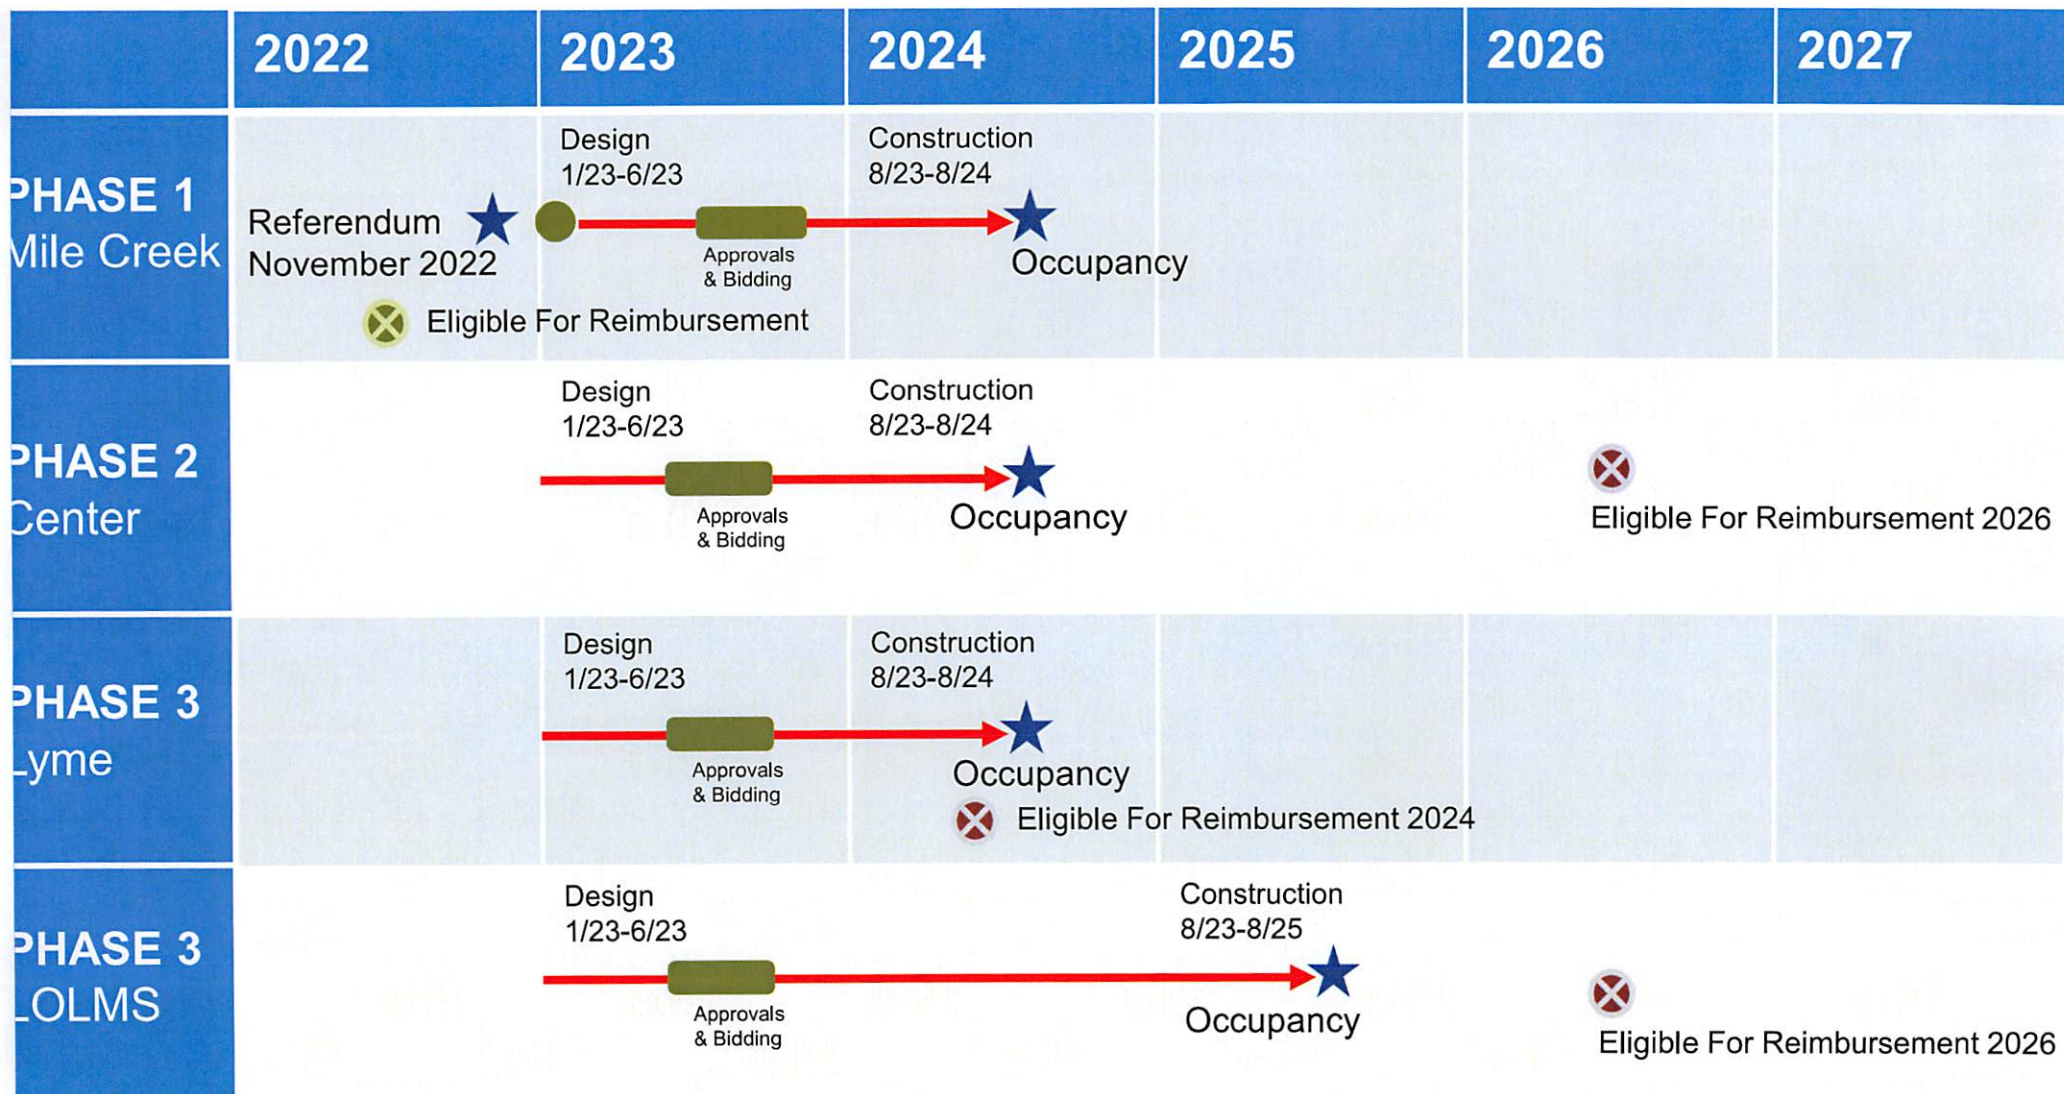 2022
2023
2024
2025
2026
2027
PHASE 1
Mile Creek
Referendum
November 2022
Design
1/23-6/23
Approvals
& Bidding
Construction
8/23-8/24
Occupancy
Eligible For Reimbursement
PHASE 2
Center
Design
1/23-6/23
Approvals
& Bidding
Construction
8/23-8/24
Occupancy
Eligible For Reimbursement 2026
PHASE 3
Lyme
Design
1/23-6/23
Approvals
& Bidding
Construction
8/23-8/24
Occupancy
Eligible For Reimbursement 2024
PHASE 3
LOLMS
Design
1/23-6/23
Approvals
& Bidding
Construction
8/23-8/25
Occupancy
Eligible For Reimbursement 2026